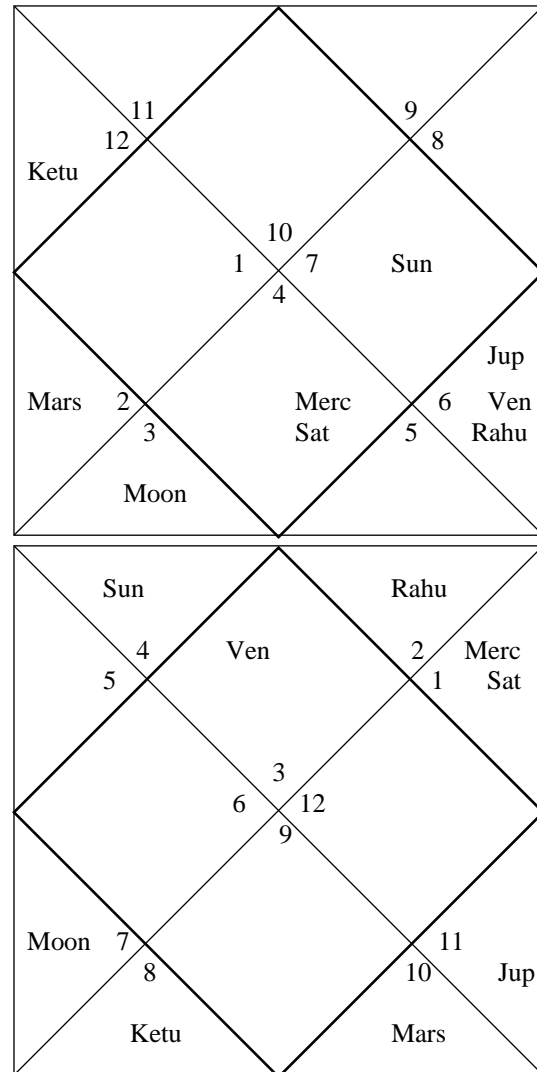 11 9
12 8
Ketu
10
1 7 Sun
4
Jup
Mars 2 Merc 6 Ven
3 Sat 5 Rahu
Moon
Sun Rahu
4 Ven 2 Merc
5 1 Sat
3
6 12
9
Moon 7 11
8 10 Jup
Ketu Mars